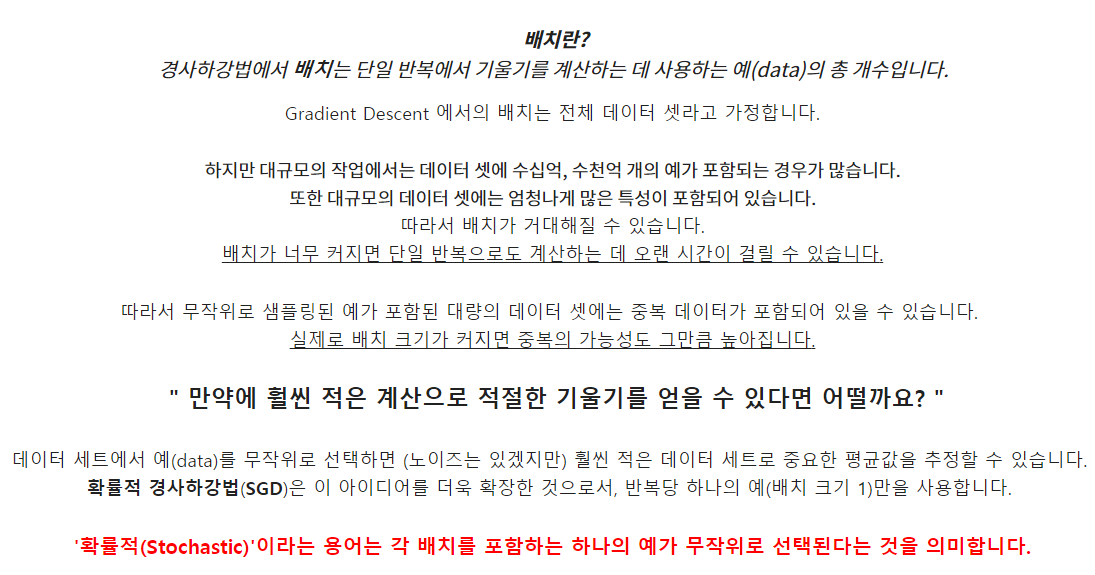 배치란?
경사하강법에서 배치는 단일 반복에서 기울기를 계산하는 데 사용하는 예(data)의 총 개수입니다.
Gradient Descent 에서의 배치는 전체 데이터 셋라고 가정합니다.
하지만 대규모의 작업에서는 데이터 셋에 수십억, 수천억 개의 예가 포함되는 경우가 많습니다.
또한 대규모의 데이터 셋에는 엄청나게 많은 특성이 포함되어 있습니다.
따라서 배치가 거대해질 수 있습니다.
배치가 너무 커지면 단일 반복으로도 계산하는 데 오랜 시간이 걸릴 수 있습니다.
따라서 무작위로 샘플링된 예가 포함된 대량의 데이터 셋에는 중복 데이터가 포함되어 있을 수 있습니다.
실제로 배치 크기가 커지면 중복의 가능성도 그만큼 높아집니다.
" 만약에 훨씬 적은 계산으로 적절한 기울기를 얻을 수 있다면 어떨까요? "
데이터 세트에서 예(data)를 무작위로 선택하면 (노이즈는 있겠지만) 훨씬 적은 데이터 세트로 중요한 평균값을 추정할 수 있습니다.
확률적 경사하강법(SGD)은 이 아이디어를 더욱 확장한 것으로서, 반복당 하나의 예(배치 크기 1)만을 사용합니다.
'확률적(Stochastic)'이라는 용어는 각 배치를 포함하는 하나의 예가 무작위로 선택된다는 것을 의미합니다.